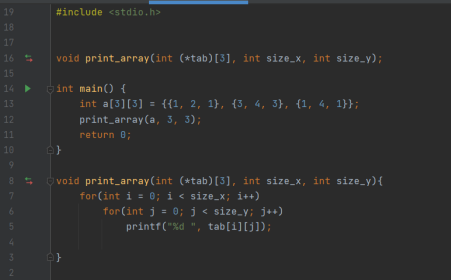 19 #include <stdio.h>
18
17
16 void print_array(int (*tab)[3], int size_x, int size_y);
15
14 int main() {
13     int a[3][3] = {{1, 2, 1}, {3, 4, 3}, {1, 4, 1}};
12     print_array(a, 3, 3);
11     return 0;
10 }
9
8 void print_array(int (*tab)[3], int size_x, int size_y){
7     for(int i = 0; i < size_x; i++)
6         for(int j = 0; j < size_y; j++)
5             printf("%d ", tab[i][j]);
4
3 }
2